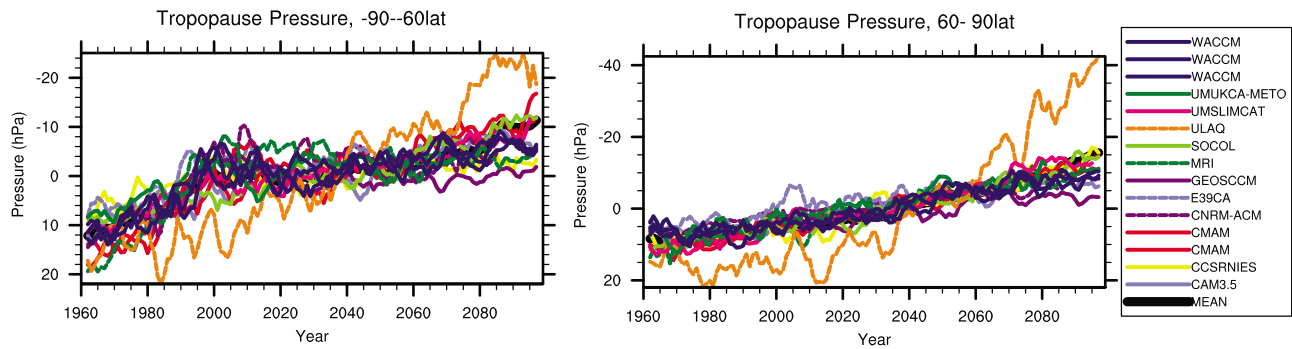 Tropopause Pressure, -90--60lat
-20
-10
0
10
20
Pressure (hPa)
1960 1980 2000 2020 2040 2060 2080
Year
Tropopause Pressure, 60- 90lat
-40
-20
0
20
Pressure (hPa)
1960 1980 2000 2020 2040 2060 2080
Year
WACCM
WACCM
WACCM
UMUKCA-METO
UMSLIMCAT
ULAQ
SOCOL
MRI
GEOSCCM
E39CA
CNRM-ACM
CMAM
CMAM
CCSRNIES
CAM3.5
MEAN